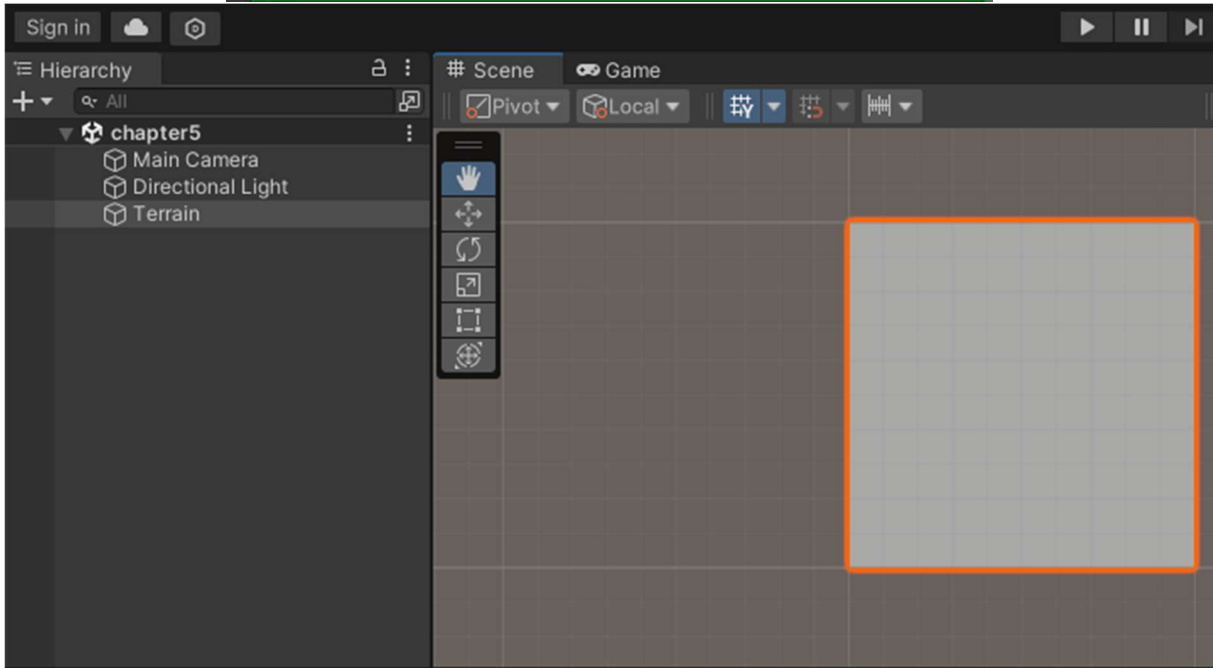 Sign in
Hierarchy
All
chapter5
Main Camera
Directional Light
Terrain
Scene Game
Pivot Local